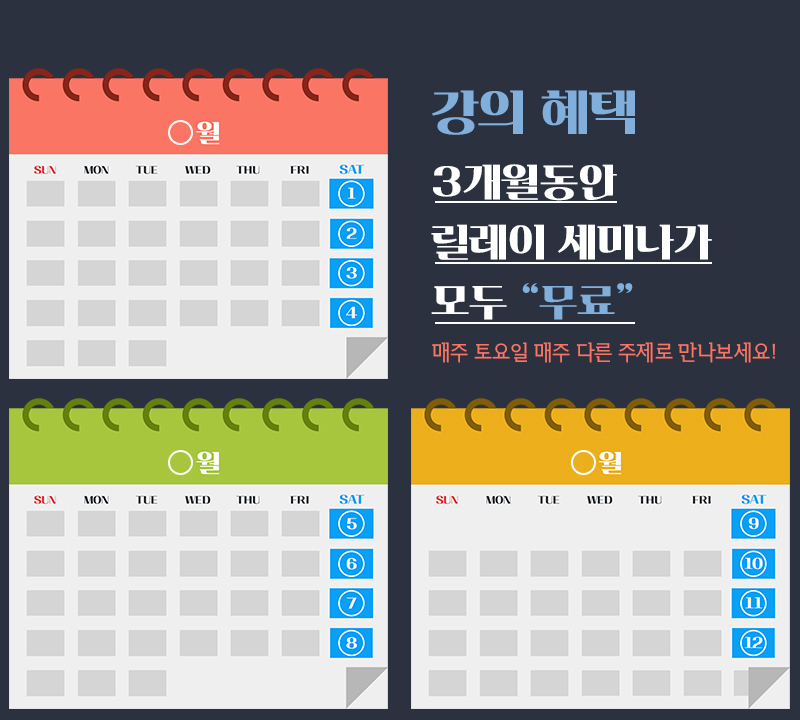 강의 혜택
3개월동안
릴레이 세미나가
모두 “무료”
매주 토요일 매주 다른 주제로 만나보세요!
○월
SUN MON TUE WED THU FRI SAT
①
②
③
④
○월
SUN MON TUE WED THU FRI SAT
⑤
⑥
⑦
⑧
○월
SUN MON TUE WED THU FRI SAT
⑨
⑩
⑪
⑫